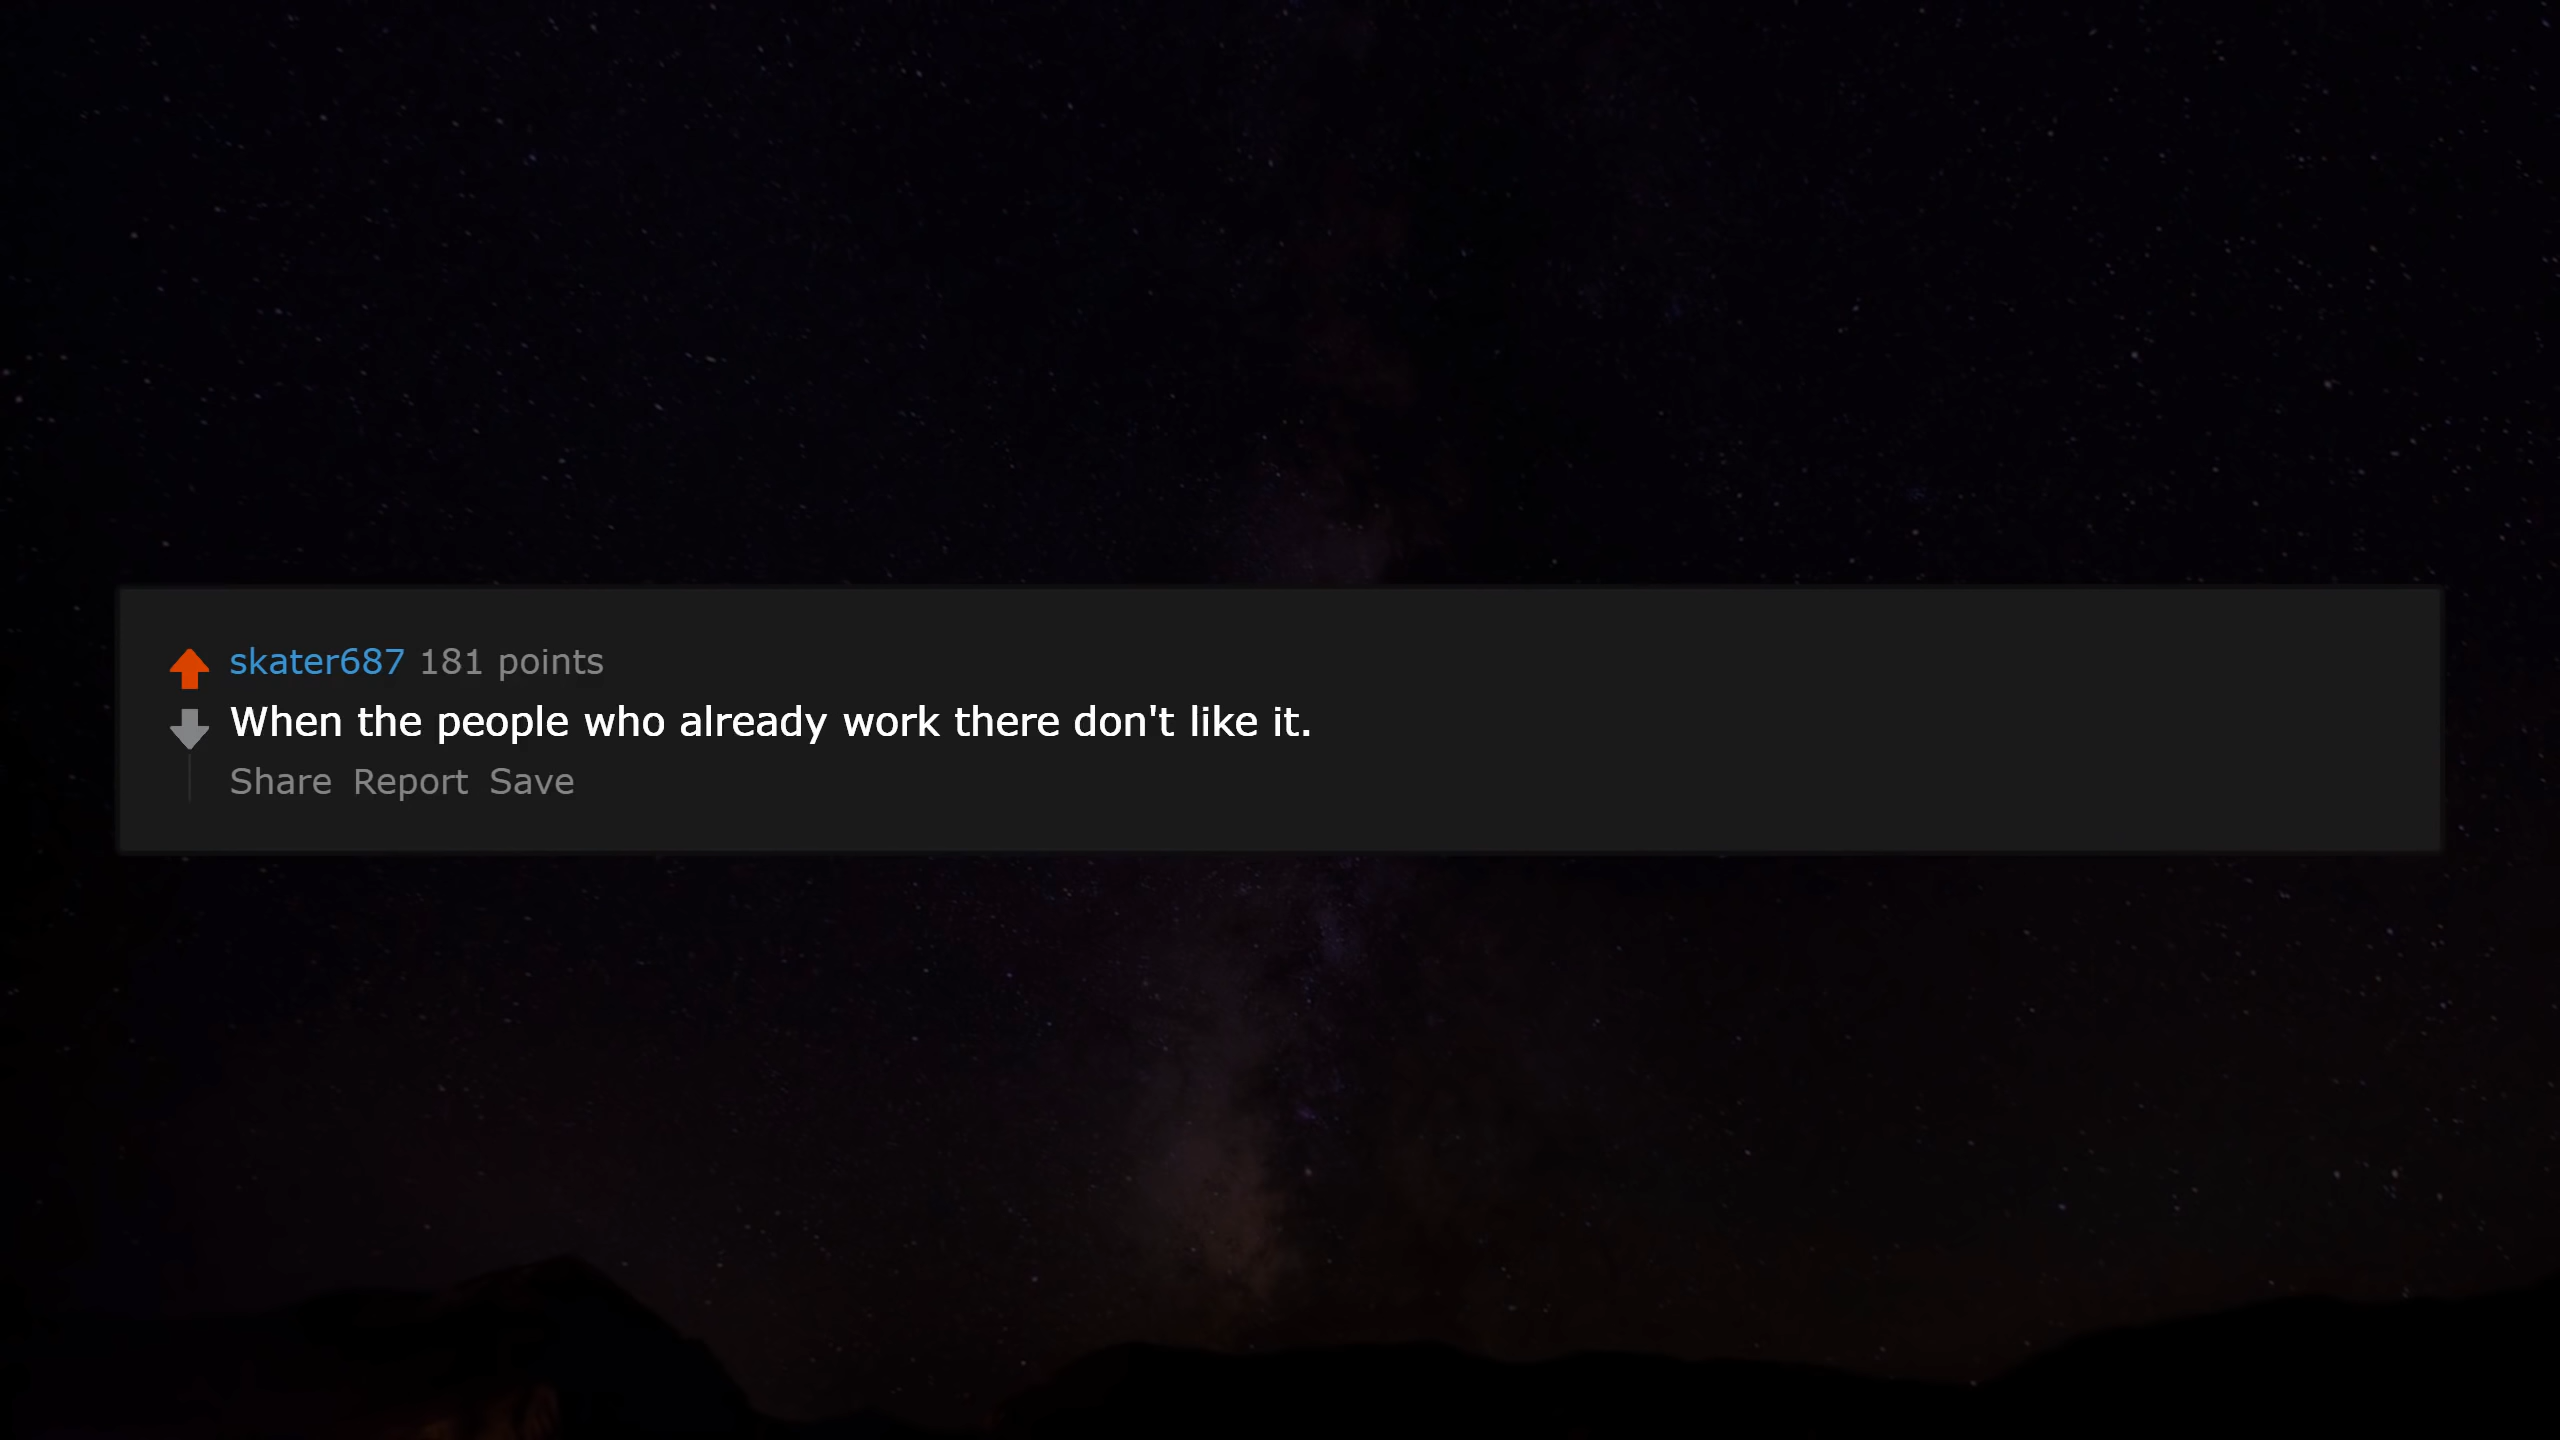 skater687 181 points
When the people who already work there don't like it.
Share Report Save